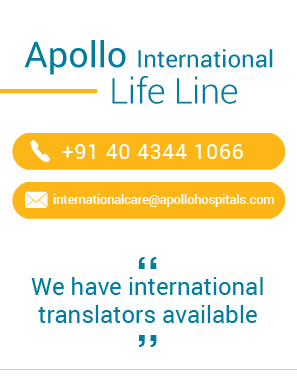 Apollo International
Life Line
+91 40 4344 1066
internationalcare@apollohospitals.com
“
We have international
translators available
”